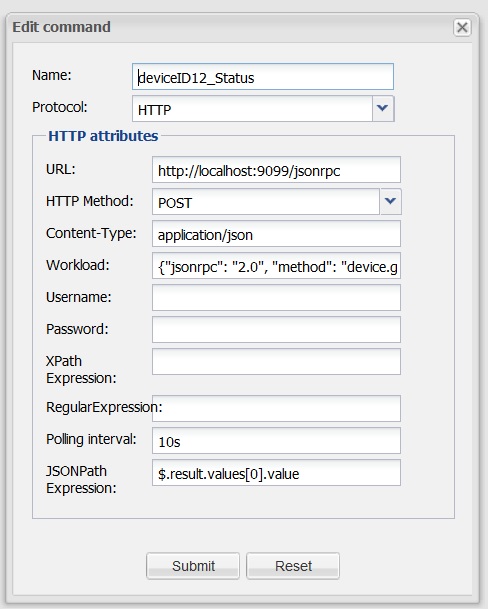 Edit command
Name: deviceID12_Status
Protocol: HTTP
HTTP attributes
URL: http://localhost:9099/jsonrpc
HTTP Method: POST
Content-Type: application/json
Workload: {"jsonrpc": "2.0", "method": "device.g
Username:
Password:
XPath
Expression:
RegularExpression:
Polling interval: 10s
JSONPath
Expression: $.result.values[0].value
Submit Reset